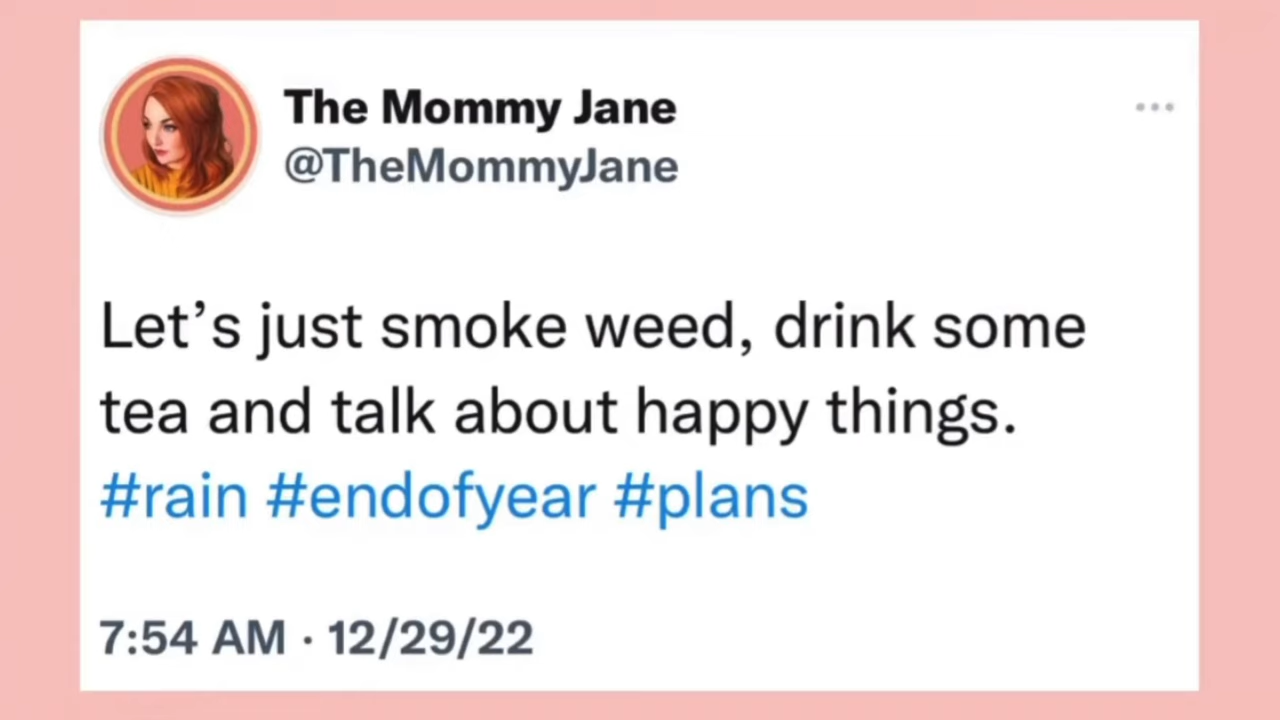 The Mommy Jane
@TheMommyJane
Let’s just smoke weed, drink some
tea and talk about happy things.
#rain #endofyear #plans
7:54 AM · 12/29/22